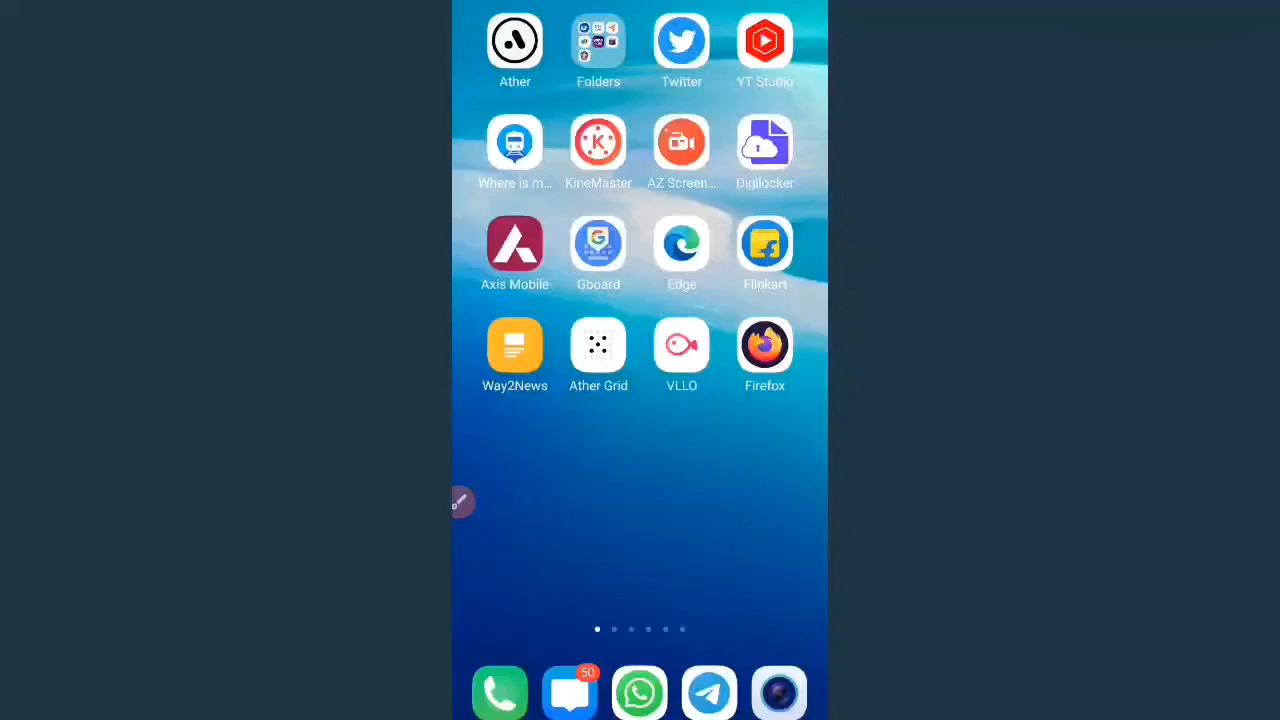 Ather Folders Twitter YT Studio
Where is m... KineMaster AZ Screen... Digilocker
Axis Mobile Gboard Edge Flipkart
Way2News Ather Grid VLLO Firefox
50